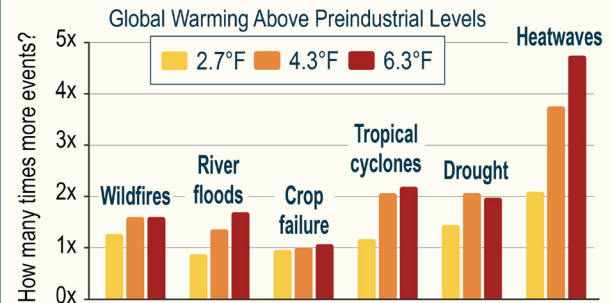 Global Warming Above Preindustrial Levels
2.7°F 4.3°F 6.3°F
How many times more events?
5x
4x
3x
2x
1x
0x
Wildfires
River
floods
Crop
failure
Tropical
cyclones
Drought
Heatwaves